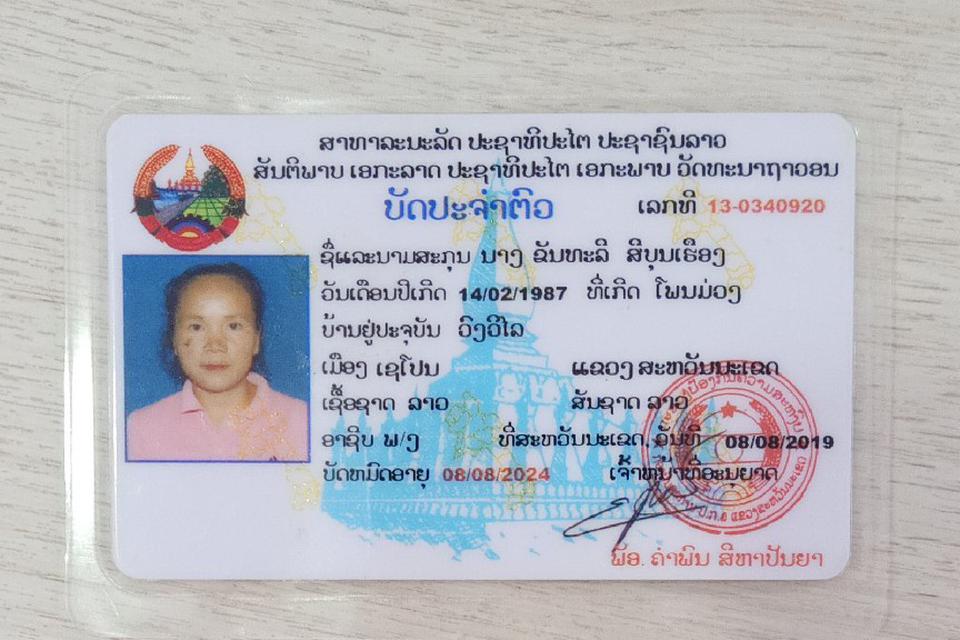 ສາທາລະນະລັດ ປະຊາທິປະໄຕ ປະຊາຊົນລາວ
ສັນຕິພາບ ເອກະລາດ ປະຊາທິປະໄຕ ເອກະພາບ ວັດທະນາຖາວອນ
ບັດປະຈຳຕົວ ເລກທີ 13-0340920
ຊື່ແລະນາມສະກຸນ ນາງ ຂັນທະລີ ສີບຸນເຮືອງ
ວັນເດືອນປີເກີດ 14/02/1987 ທີ່ເກີດ ໂພນມ່ວງ
ບ້ານຢູ່ປະຈຸບັນ ວົງວິໄລ
ເມືອງ ເຊໂປນ ແຂວງ ສະຫວັນນະເຂດ
ເຊື້ອຊາດ ລາວ ສັນຊາດ ລາວ
ອາຊີບ ພ/ງ ທີ່ສະຫວັນນະເຂດ, ວັນທີ 08/08/2019
ບັດຫມົດອາຍຸ 08/08/2024 ເຈົ້າຫນ້າທີ່ອະນຸຍາດ
ພັອ. ຄຳພົນ ສີຫາປັນຍາ